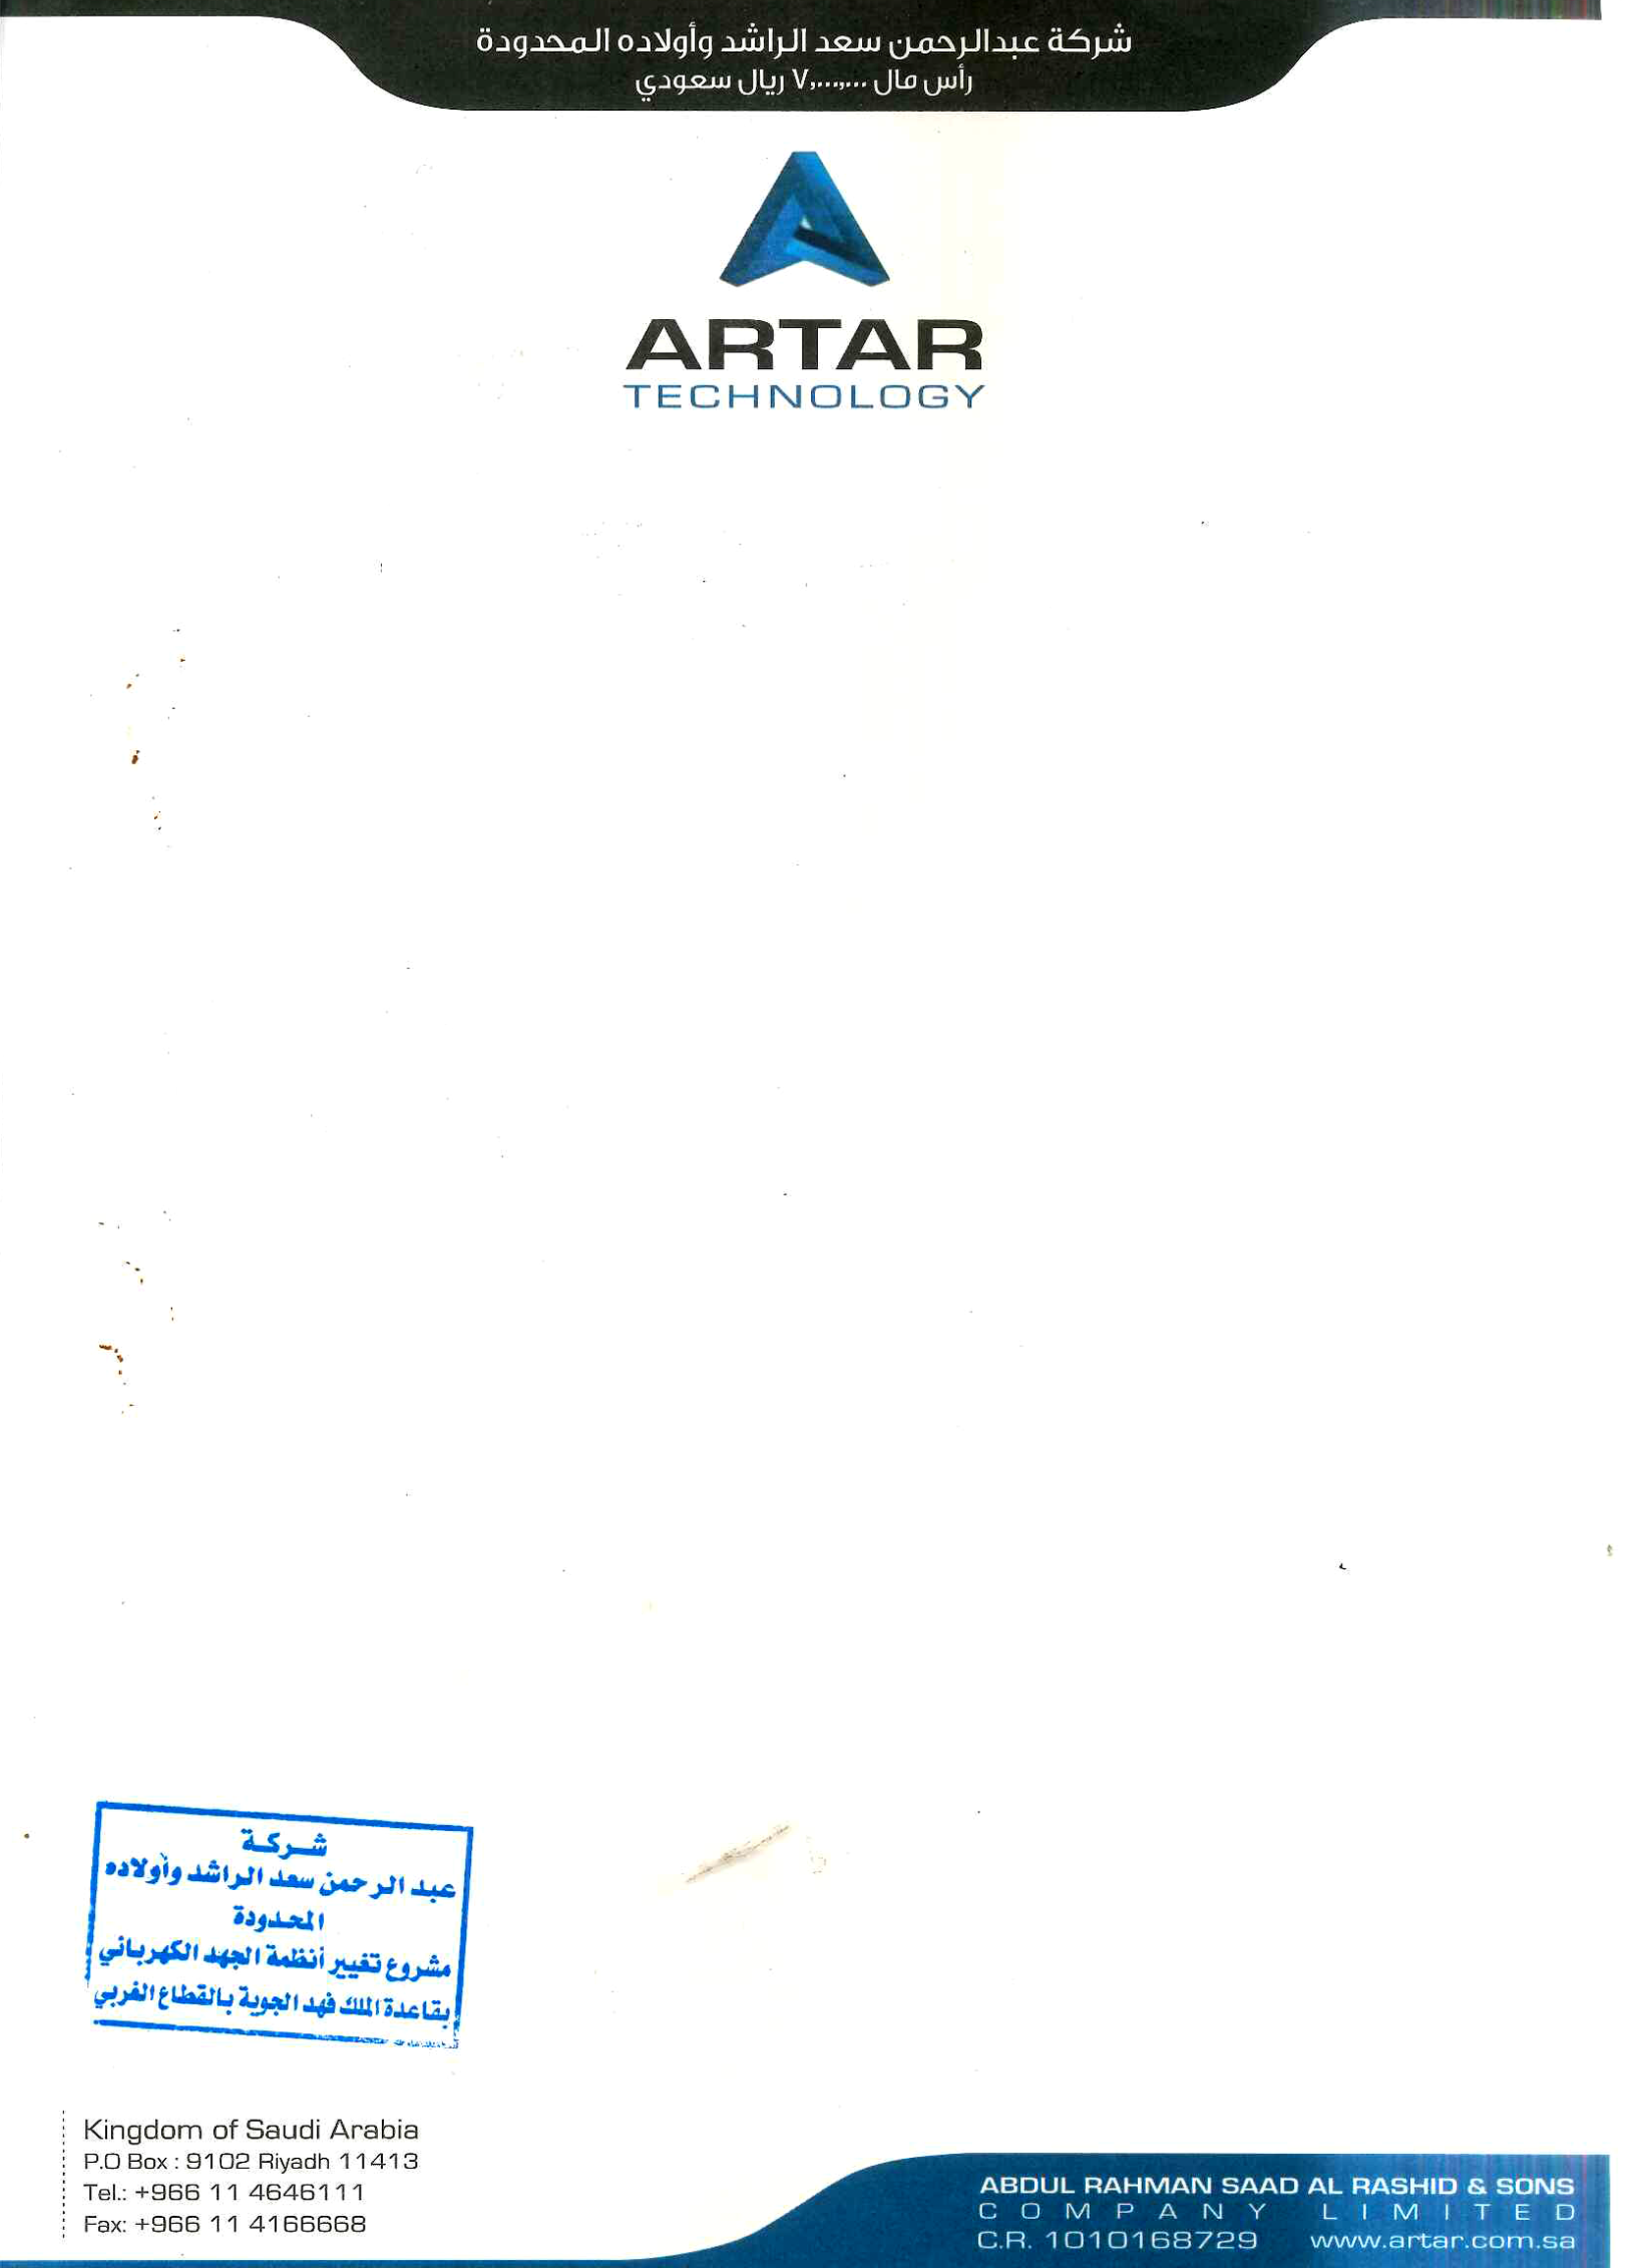 شركة عبدالرحمن سعد الراشد وأولاده المحدودة
رأس مال ٧,٠٠٠,٠٠٠ ريال سعودي
ARTAR
TECHNOLOGY
شركة
عبد الرحمن سعد الراشد وأولاده
المحدودة
مشروع تغيير أنظمة الجهد الكهربائي
بقاعدة الملك فهد الجوية بالقطاع الغربي
Kingdom of Saudi Arabia
P.O Box : 9102 Riyadh 11413
Tel.: +966 11 4646111
Fax: +966 11 4166668
ABDUL RAHMAN SAAD AL RASHID & SONS
COMPANY LIMITED
C.R. 1010168729 www.artar.com.sa